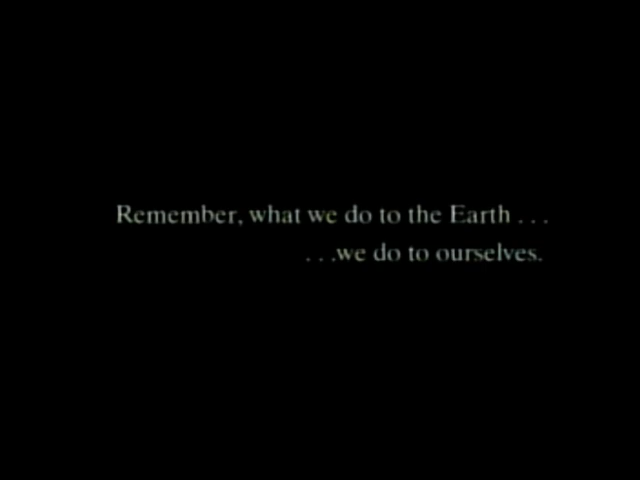 Remember, what we do to the Earth . . .
. . .we do to ourselves.